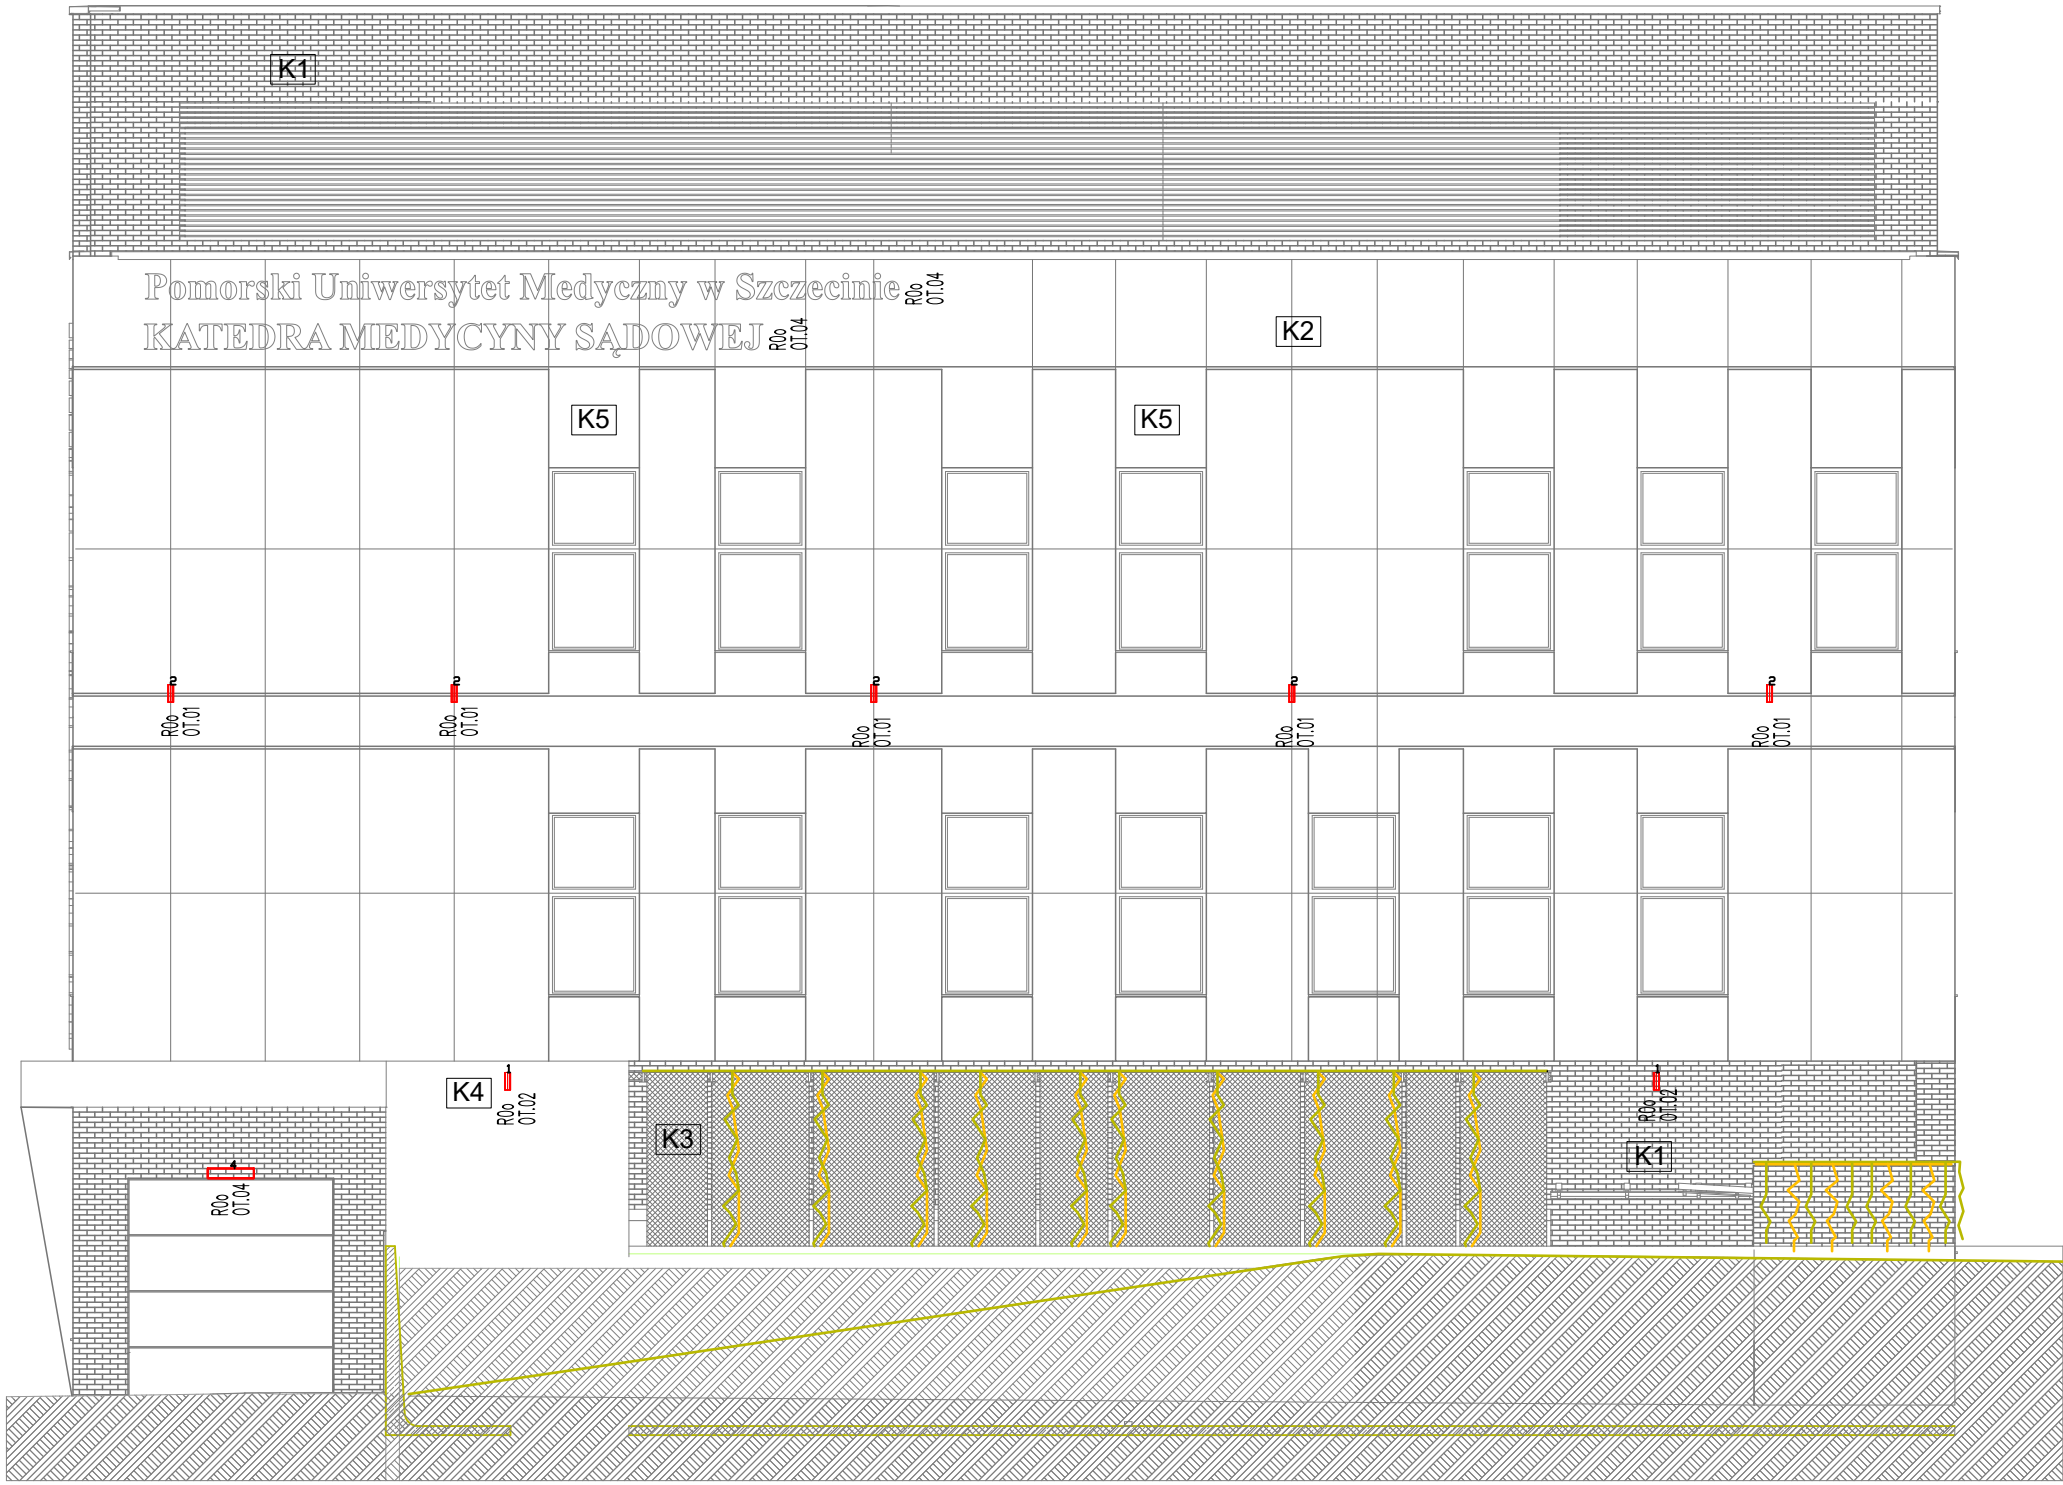 K1
Pomorski Uniwersytet Medyczny w Szczecinie
ROo
OT.04
KATEDRA MEDYCYNY SĄDOWEJ
ROo
OT.04
K2
K5
K5
2
2
2
2
2
ROo
OT.01
ROo
OT.01
ROo
OT.01
ROo
OT.01
ROo
OT.01
1
1
K4
ROo
OT.02
ROo
OT.02
K3
K1
4
ROo
OT.04